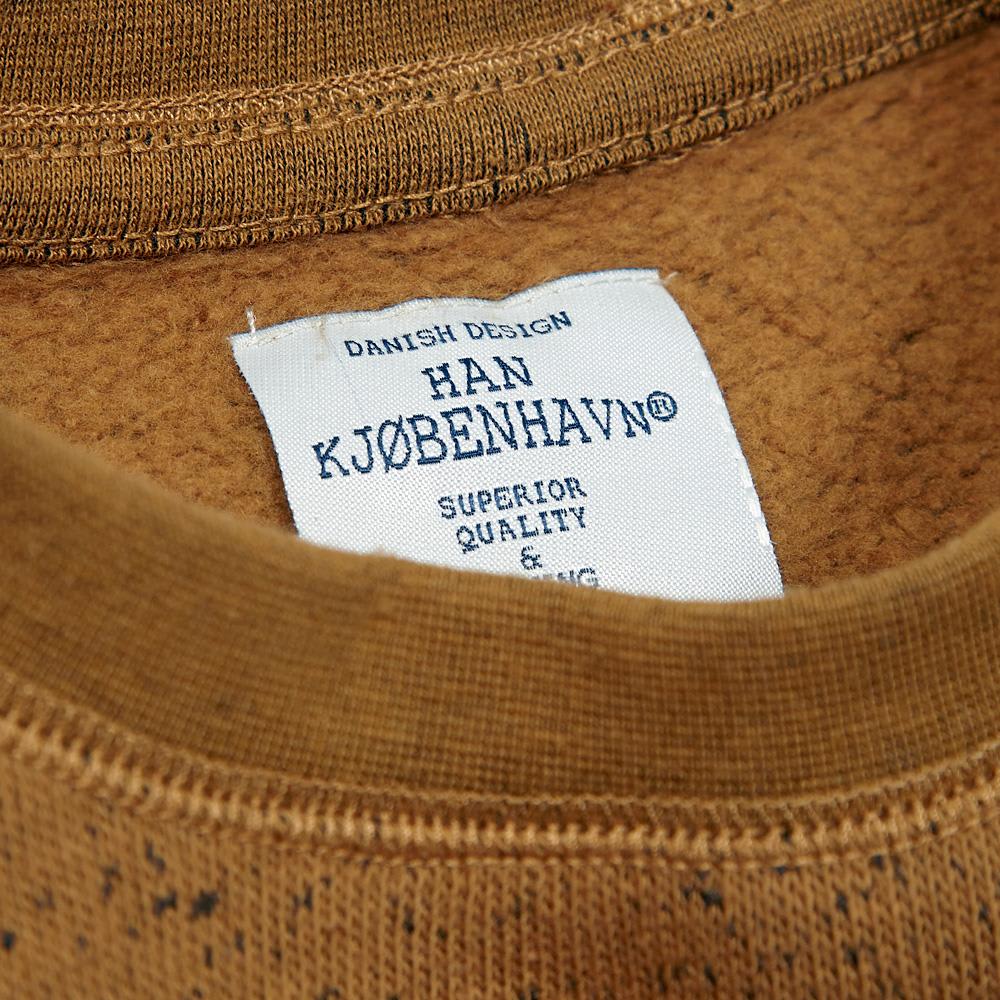 DANISH DESIGN
HAN
KJØBENHAVN®
SUPERIOR
QUALITY
&